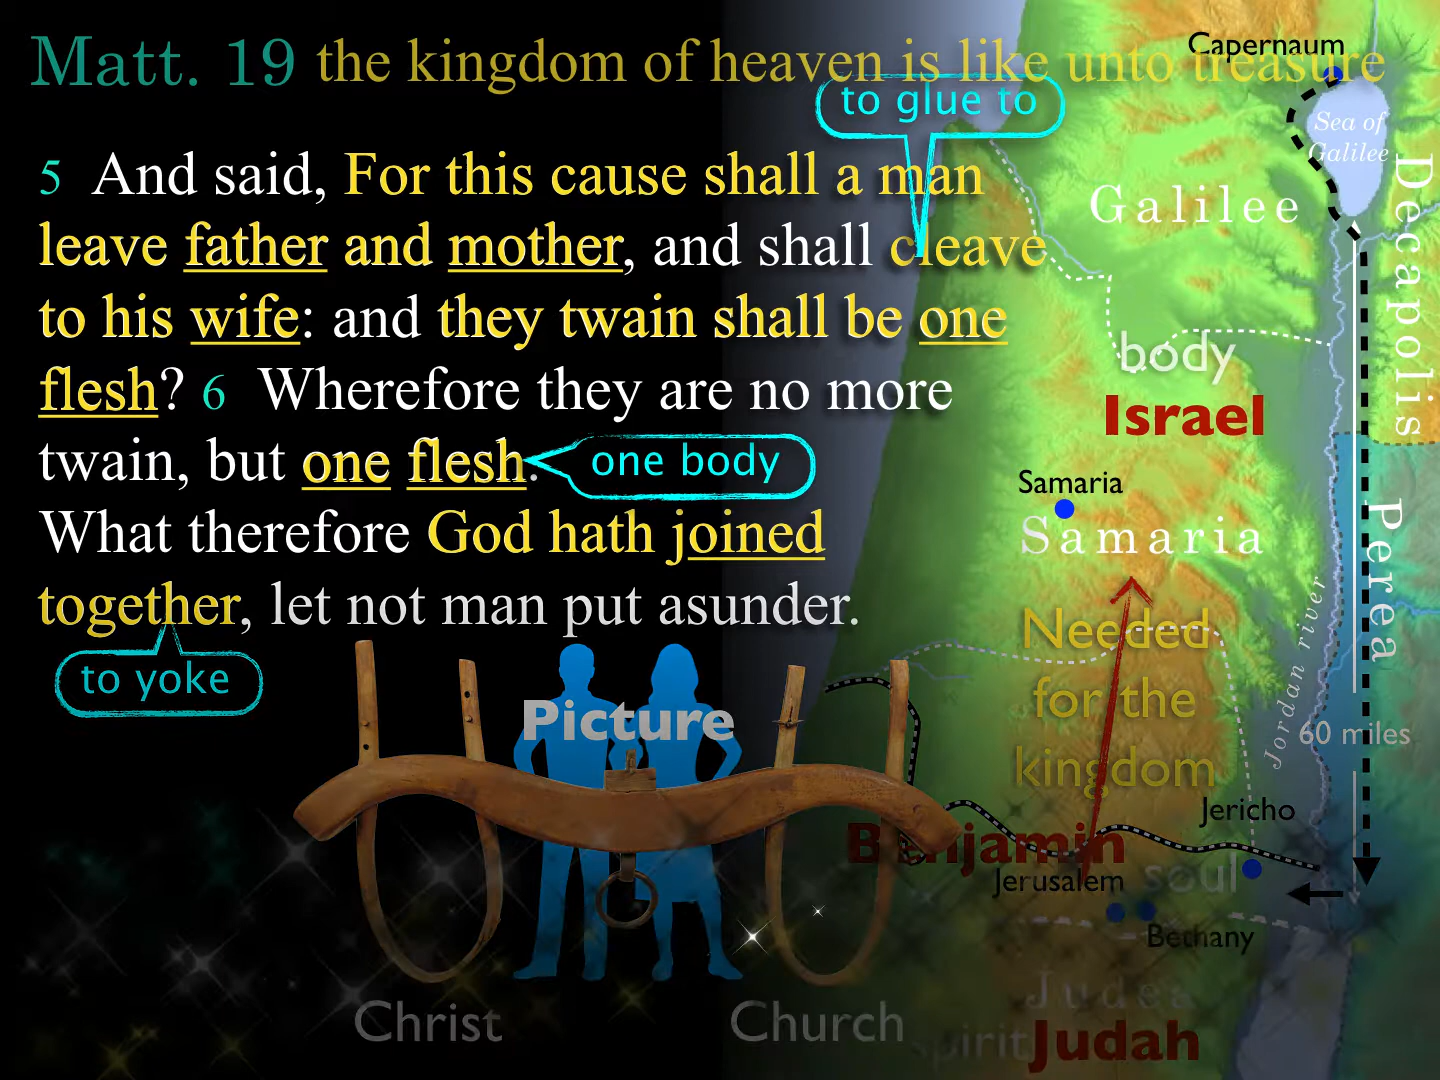 Matt. 19 the kingdom of heaven is like unto treasure
to glue to
5 And said, For this cause shall a man
leave father and mother, and shall cleave
to his wife: and they twain shall be one
flesh? 6 Wherefore they are no more
twain, but one flesh.
one body
What therefore God hath joined
together, let not man put asunder.
to yoke
Picture
Christ
Church
Capernaum
Sea of
Galilee
Galilee
Decapolis
body
Israel
Samaria
Samaria
Perea
Needed
for the
kingdom
Jordan river
60 miles
Jericho
Benjamin
Jerusalem
soul
Bethany
Judea
spirit
Judah